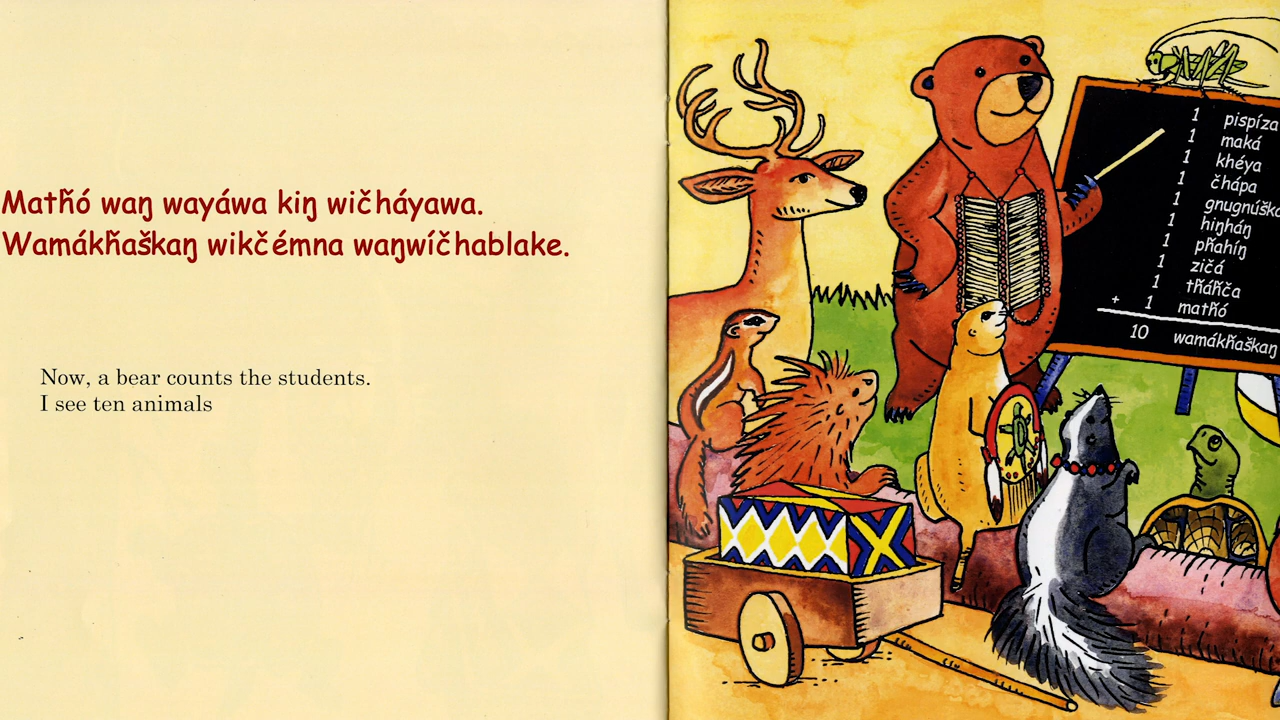 Matȟó waŋ wayáwa kiŋ wičháyawa.
Wamákȟaškaŋ wikčémna waŋwíčhablake.
Now, a bear counts the students.
I see ten animals
1 pispíza
1 maká
1 khéya
1 čhápa
1
1 hiŋháŋ
1 pȟahíŋ
1 zičá
1 tȟáȟča
+ 1 matȟó
10 wamákȟaškaŋ